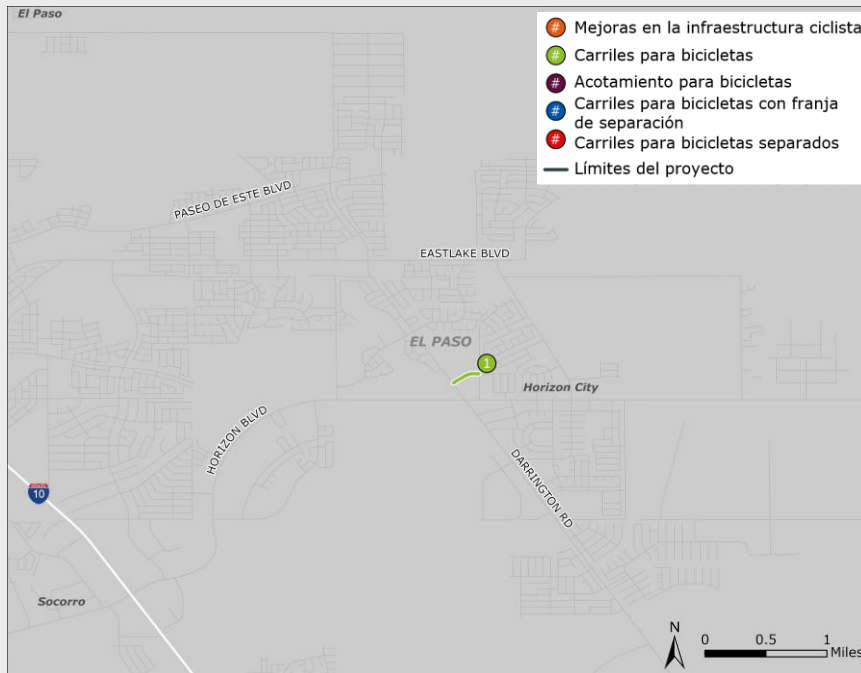 El Paso
# Mejoras en la infraestructura ciclista
# Carriles para bicicletas
# Acotamiento para bicicletas
# Carriles para bicicletas con franja
de separación
# Carriles para bicicletas separados
Límites del proyecto
PASEO DE ESTE BLVD
EASTLAKE BLVD
EL PASO
1
Horizon City
HORIZON BLVD
DARRINGTON RD
10
Socorro
N
0 0.5 1
Miles